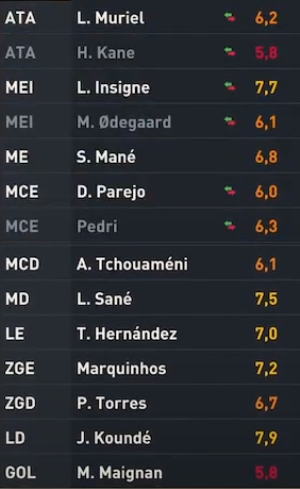 ATA L. Muriel 6,2
ATA H. Kane 5,8
MEI L. Insigne 7,7
MEI M. Ødegaard 6,1
ME S. Mané 6,8
MCE D. Parejo 6,0
MCE Pedri 6,3
MCD A. Tchouaméni 6,1
MD L. Sané 7,5
LE T. Hernández 7,0
ZGE Marquinhos 7,2
ZGD P. Torres 6,7
LD J. Koundé 7,9
GOL M. Maignan 5,8